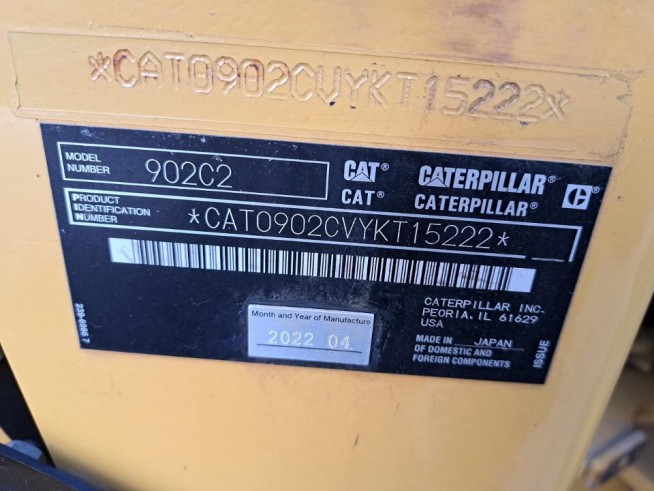 *CAT0902CVYKT15222*
MODEL NUMBER 902C2
CAT® CATERPILLAR®
CAT® CATERPILLAR®
PRODUCT IDENTIFICATION NUMBER *CAT0902CVYKT15222*
CATERPILLAR INC.
PEORIA, IL 61629
USA
Month and Year of Manufacture
2022 04
MADE IN JAPAN
OF DOMESTIC AND
FOREIGN COMPONENTS
ISSUE